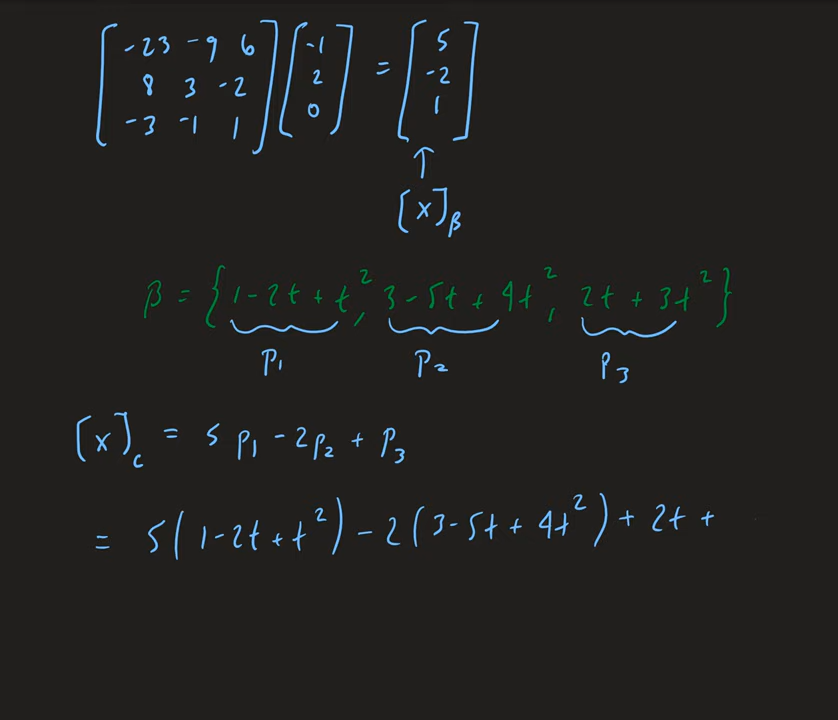 [-23 -9 6] [-1] = [5]
[8 3 -2] [2] [-2]
[-3 -1 1] [0] [1]
↑
[x]_β
β = {1-2t + t², 3-5t + 4t², 2t + 3t²}
P₁ P₂ P₃
[x]_c = 5 p₁ - 2p₂ + p₃
= 5(1-2t + t²) - 2(3-5t + 4t²) + 2t +